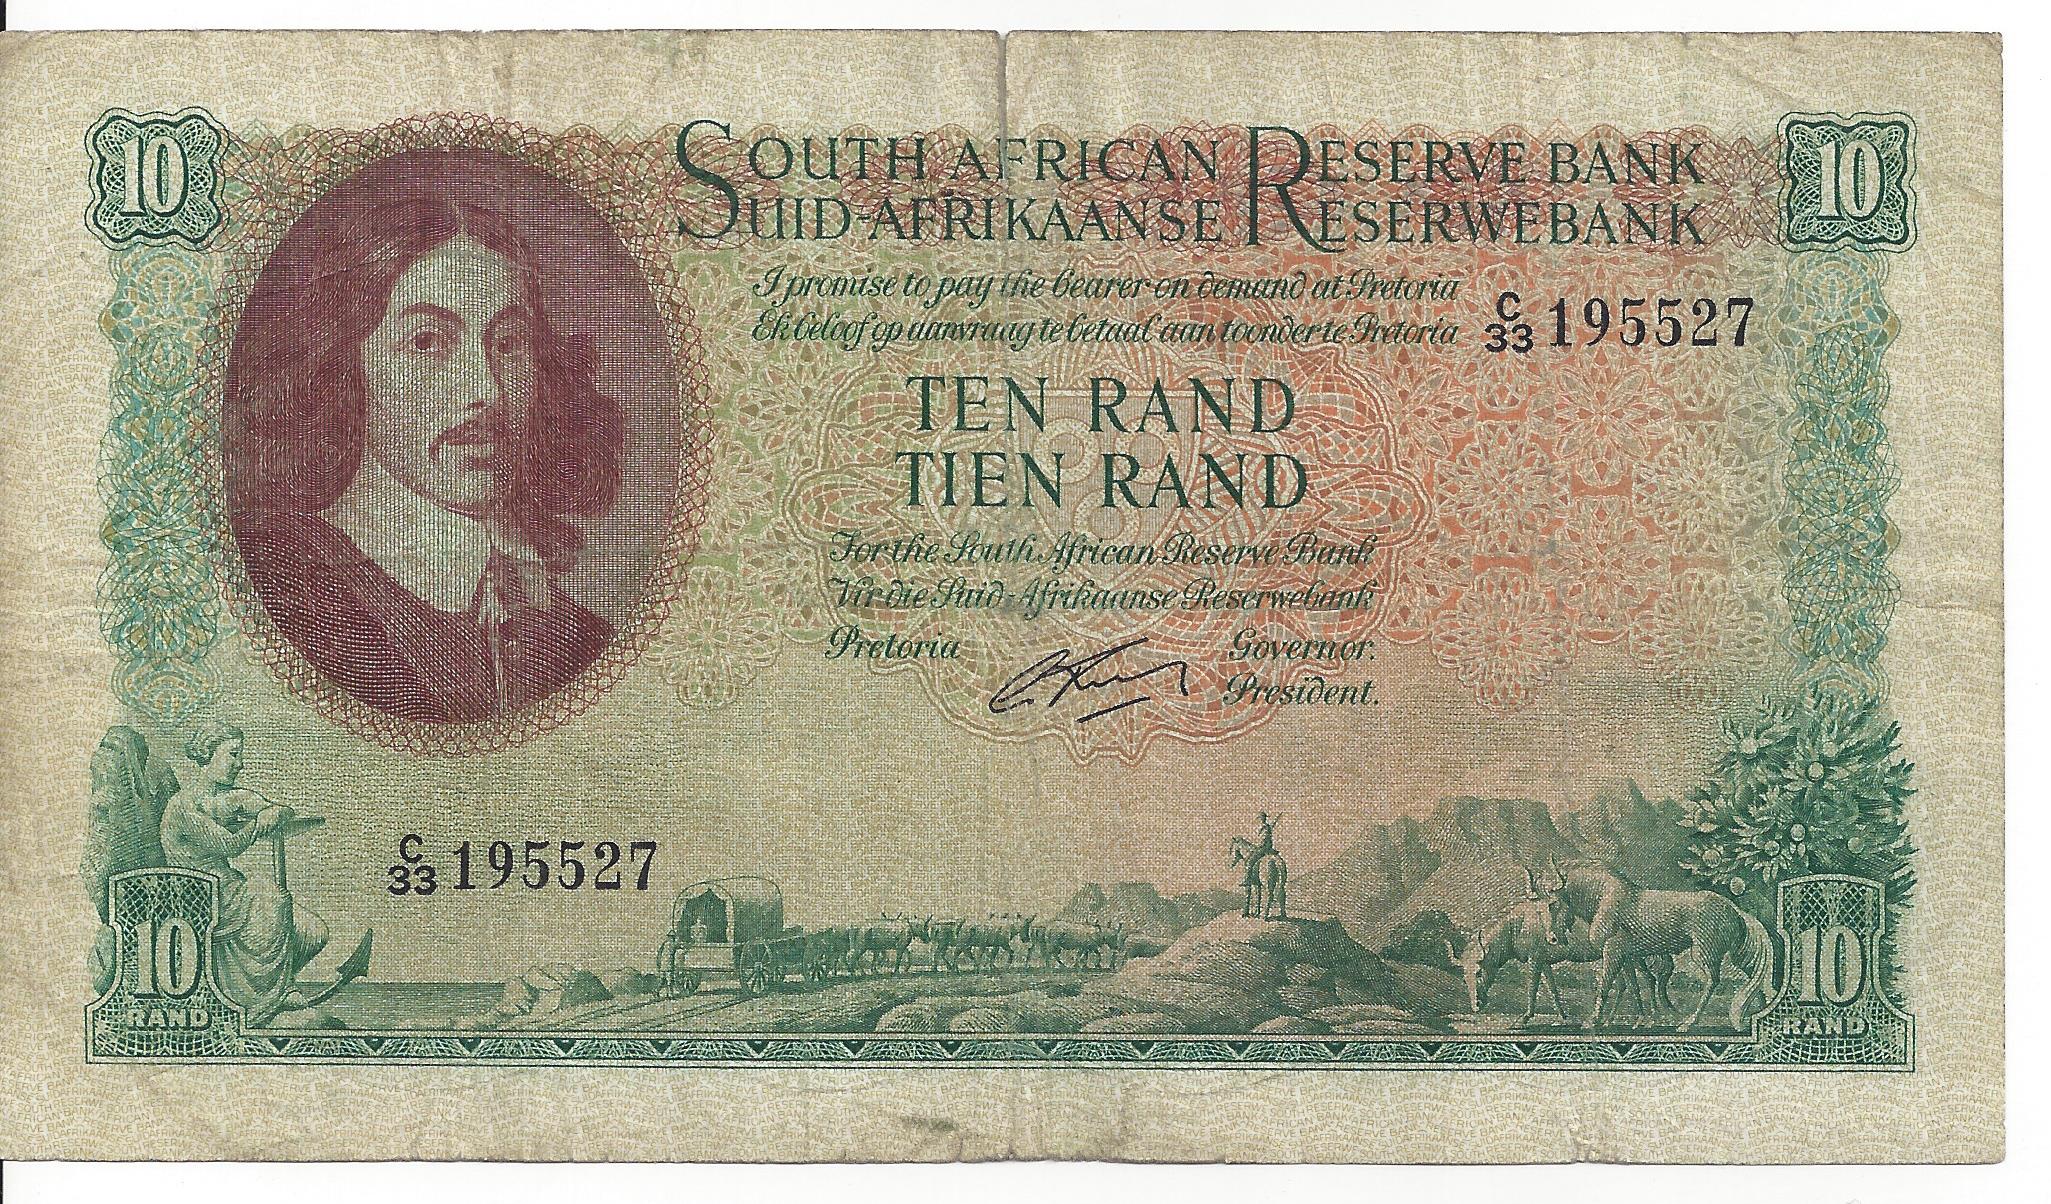 10
SOUTH AFRICAN RESERVE BANK
SUID-AFRIKAANSE RESERWEBANK
10
I promise to pay the bearer on demand at Pretoria
Ek beloof op aanvraag te betaal aan toonder te Pretoria
C/33 195527
TEN RAND
TIEN RAND
For the South African Reserve Bank
Vir die Suid-Afrikaanse Reserwebank
Pretoria
Governor.
President.
C/33 195527
10
RAND
10
RAND